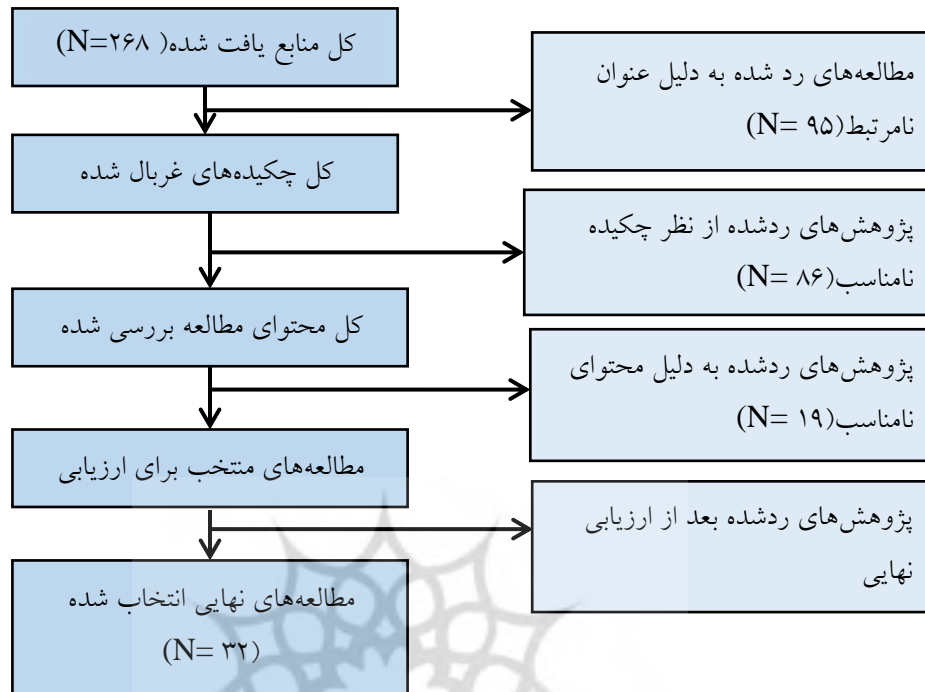 کل منابع یافت شده( N=۲۶۸)
مطالعه‌های رد شده به دلیل عنوان
نامرتبط(N= ۹۵)
کل چکیده‌های غربال شده
پژوهش‌های ردشده از نظر چکیده
نامناسب(N= ۸۶)
کل محتوای مطالعه بررسی شده
پژوهش‌های ردشده به دلیل محتوای
نامناسب(N= ۱۹)
مطالعه‌های منتخب برای ارزیابی
پژوهش‌های ردشده بعد از ارزیابی
نهایی
مطالعه‌های نهایی انتخاب شده
(N= ۳۲)